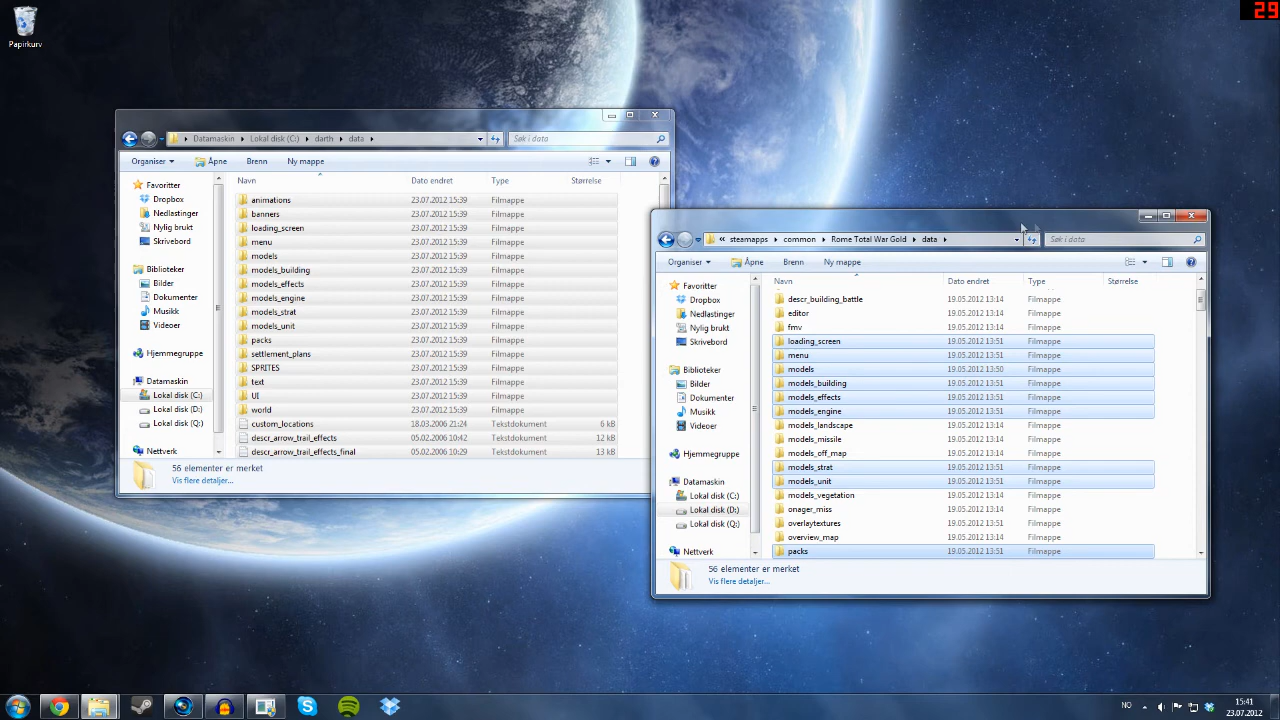 29
Papirkurv
Datamaskin Lokal disk (C:) darth data
Søk i data
Organiser Åpne Brenn Ny mappe
Navn Dato endret Type Størrelse
Favoritter
Dropbox
Nedlastinger
Nylig brukt
Skrivebord
Biblioteker
Bilder
Dokumenter
Musikk
Videoer
Hjemmegruppe
Datamaskin
Lokal disk (C:)
Lokal disk (D:)
Lokal disk (Q:)
Nettverk
animations 23.07.2012 15:39 Filmappe
banners 23.07.2012 15:39 Filmappe
loading_screen 23.07.2012 15:39 Filmappe
menu 23.07.2012 15:39 Filmappe
models 23.07.2012 15:39 Filmappe
models_building 23.07.2012 15:39 Filmappe
models_effects 23.07.2012 15:39 Filmappe
models_engine 23.07.2012 15:39 Filmappe
models_strat 23.07.2012 15:39 Filmappe
models_unit 23.07.2012 15:39 Filmappe
packs 23.07.2012 15:39 Filmappe
settlement_plans 23.07.2012 15:39 Filmappe
SPRITES 23.07.2012 15:39 Filmappe
text 23.07.2012 15:39 Filmappe
UI 23.07.2012 15:39 Filmappe
world 23.07.2012 15:39 Filmappe
custom_locations 18.03.2006 21:24 Tekstdokument 6 kB
descr_arrow_trail_effects 05.02.2006 10:42 Tekstdokument 12 kB
descr_arrow_trail_effects_final 05.02.2006 10:29 Tekstdokument 13 kB
56 elementer er merket
Vis flere detaljer...
« steamapps common Rome Total War Gold data
Søk i data
Organiser Åpne Brenn Ny mappe
Navn Dato endret Type Størrelse
Favoritter
Dropbox
Nedlastinger
Nylig brukt
Skrivebord
Biblioteker
Bilder
Dokumenter
Musikk
Videoer
Hjemmegruppe
Datamaskin
Lokal disk (C:)
Lokal disk (D:)
Lokal disk (Q:)
Nettverk
descr_building_battle 19.05.2012 13:14 Filmappe
editor 19.05.2012 13:14 Filmappe
fmv 19.05.2012 13:14 Filmappe
loading_screen 19.05.2012 13:51 Filmappe
menu 19.05.2012 13:51 Filmappe
models 19.05.2012 13:50 Filmappe
models_building 19.05.2012 13:51 Filmappe
models_effects 19.05.2012 13:51 Filmappe
models_engine 19.05.2012 13:51 Filmappe
models_landscape 19.05.2012 13:14 Filmappe
models_missile 19.05.2012 13:14 Filmappe
models_off_map 19.05.2012 13:14 Filmappe
models_strat 19.05.2012 13:51 Filmappe
models_unit 19.05.2012 13:51 Filmappe
models_vegetation 19.05.2012 13:14 Filmappe
onager_miss 19.05.2012 13:14 Filmappe
overlaytextures 19.05.2012 13:51 Filmappe
overview_map 19.05.2012 13:14 Filmappe
packs 19.05.2012 13:51 Filmappe
56 elementer er merket
Vis flere detaljer...
NO
15:41
23.07.2012